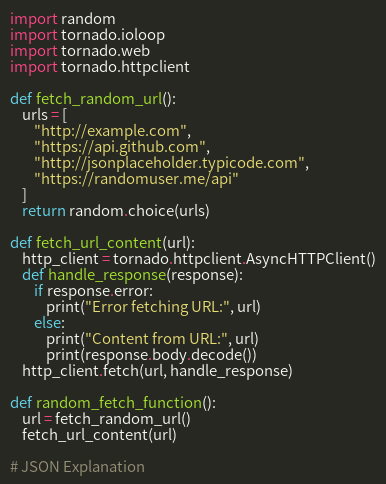 import random
import tornado.ioloop
import tornado.web
import tornado.httpclient

def fetch_random_url():
    urls = [
        "http://example.com",
        "https://api.github.com",
        "http://jsonplaceholder.typicode.com",
        "https://randomuser.me/api"
    ]
    return random.choice(urls)

def fetch_url_content(url):
    http_client = tornado.httpclient.AsyncHTTPClient()
    def handle_response(response):
        if response.error:
            print("Error fetching URL:", url)
        else:
            print("Content from URL:", url)
            print(response.body.decode())
    http_client.fetch(url, handle_response)

def random_fetch_function():
    url = fetch_random_url()
    fetch_url_content(url)

# JSON Explanation